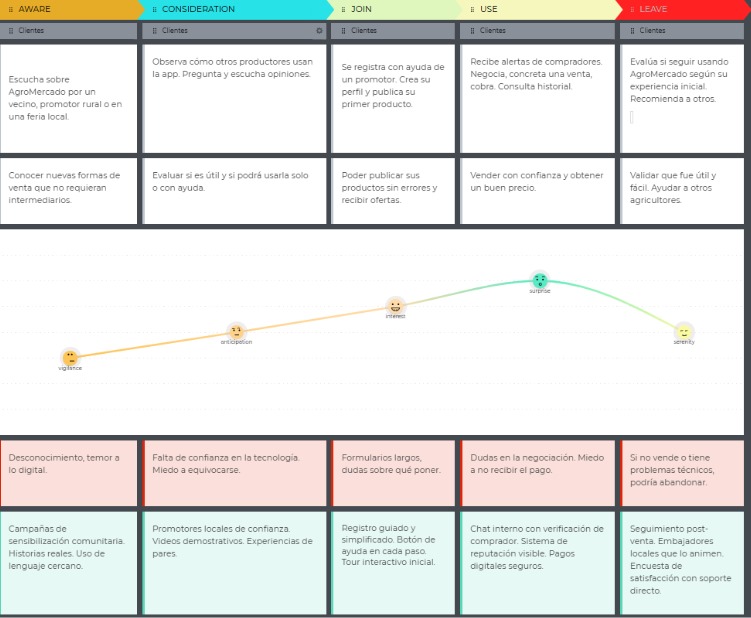 AWARE
CONSIDERATION
JOIN
USE
LEAVE
Clientes
Clientes
Clientes
Clientes
Clientes
Escucha sobre
AgroMercado por un
vecino, promotor rural o en
una feria local.
Observa cómo otros productores usan
la app. Pregunta y escucha opiniones.
Se registra con ayuda de
un promotor. Crea su
perfil y publica su
primer producto.
Recibe alertas de compradores.
Negocia, concreta una venta,
cobra. Consulta historial.
Evalúa si seguir usando
AgroMercado según su
experiencia inicial.
Recomienda a otros.
Conocer nuevas formas de
venta que no requieran
intermediarios.
Evaluar si es útil y si podrá usarla solo
o con ayuda.
Poder publicar sus
productos sin errores y
recibir ofertas.
Vender con confianza y obtener
un buen precio.
Validar que fue útil y
fácil. Ayudar a otros
agricultores.
vigilance
anticipation
interest
surprise
serenity
Desconocimiento, temor a
lo digital.
Falta de confianza en la tecnología.
Miedo a equivocarse.
Formularios largos,
dudas sobre qué poner.
Dudas en la negociación. Miedo
a no recibir el pago.
Si no vende o tiene
problemas técnicos,
podría abandonar.
Campañas de
sensibilización comunitaria.
Historias reales. Uso de
lenguaje cercano.
Promotores locales de confianza.
Videos demostrativos. Experiencias de
pares.
Registro guiado y
simplificado. Botón de
ayuda en cada paso.
Tour interactivo inicial.
Chat interno con verificación de
comprador. Sistema de
reputación visible. Pagos
digitales seguros.
Seguimiento post-
venta. Embajadores
locales que lo animen.
Encuesta de
satisfacción con soporte
directo.